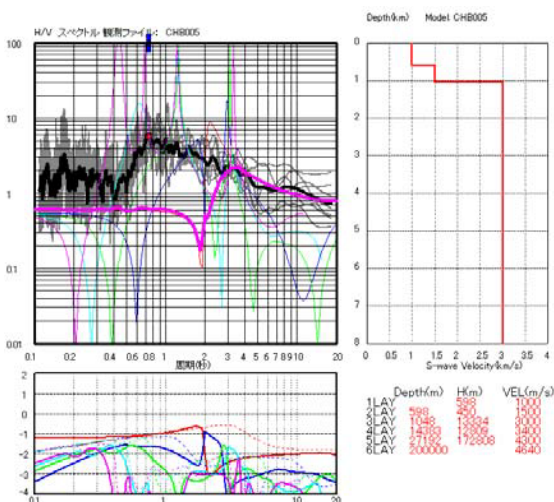 H/V スペクトル 観測ファイル: CHB005
100
10
1
0.1
0.01
0.1 0.2 0.4 0.6 0.8 1 2 3 4 5 6 7 8 9 10 20
周期(秒)
2
1
0
-1
-2
-3
-4
0.1 1 10 20
Depth(km) Model CHB005
0
1
2
3
4
5
6
7
8
0 0.5 1 1.5 2 2.5 3 3.5 4
S-wave Velocity(km/s)
Depth(m) H(m) VEL(m/s)
1LAY 598 1000
2LAY 598 450 1500
3LAY 1048 13334 3000
4LAY
5LAY 27192 172808 4300
6LAY 200000 4640